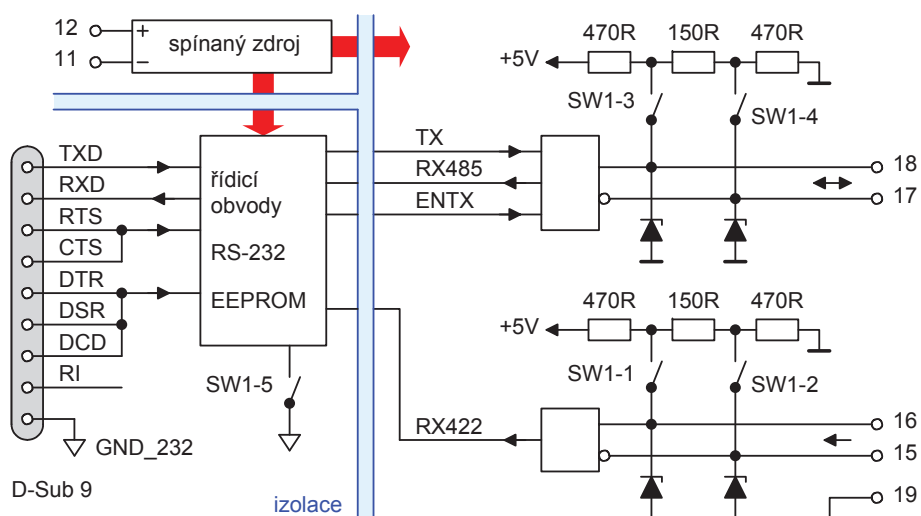 12
+
spínaný zdroj
11
−
470R
150R
470R
+5V
SW1-3
SW1-4
TXD
RXD
RTS
CTS
DTR
DSR
DCD
RI
řídicí
obvody
RS-232
EEPROM
TX
RX485
ENTX
18
17
470R
150R
470R
+5V
SW1-1
SW1-2
SW1-5
RX422
16
15
19
GND_232
D-Sub 9
izolace